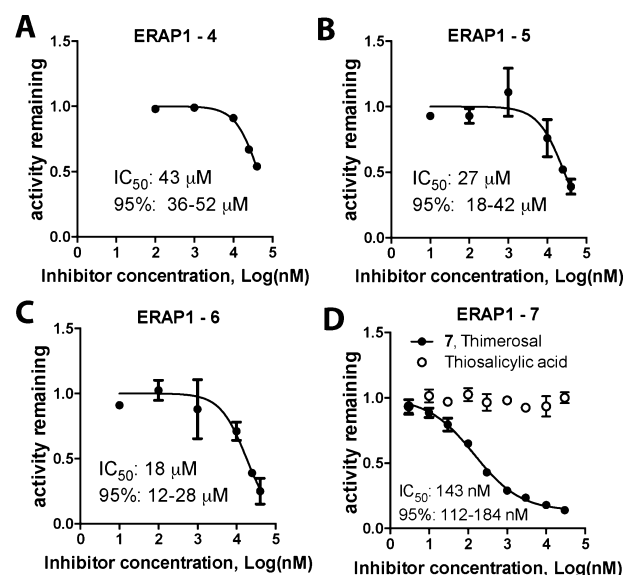 A
ERAP1 - 4
activity remaining
1.5
1.0
0.5
0.0
0 1 2 3 4 5
IC50: 43 μM
95%: 36-52 μM
Inhibitor concentration, Log(nM)
B
ERAP1 - 5
activity remaining
1.5
1.0
0.5
0.0
0 1 2 3 4 5
IC50: 27 μM
95%: 18-42 μM
Inhibitor concentration, Log(nM)
C
ERAP1 - 6
activity remaining
1.5
1.0
0.5
0.0
0 1 2 3 4 5
IC50: 18 μM
95%: 12-28 μM
Inhibitor concentration, Log(nM)
D
ERAP1 - 7
7, Thimerosal
Thiosalicylic acid
activity remaining
1.5
1.0
0.5
0.0
0 1 2 3 4 5
IC50: 143 nM
95%: 112-184 nM
Inhibitor concentration, Log(nM)